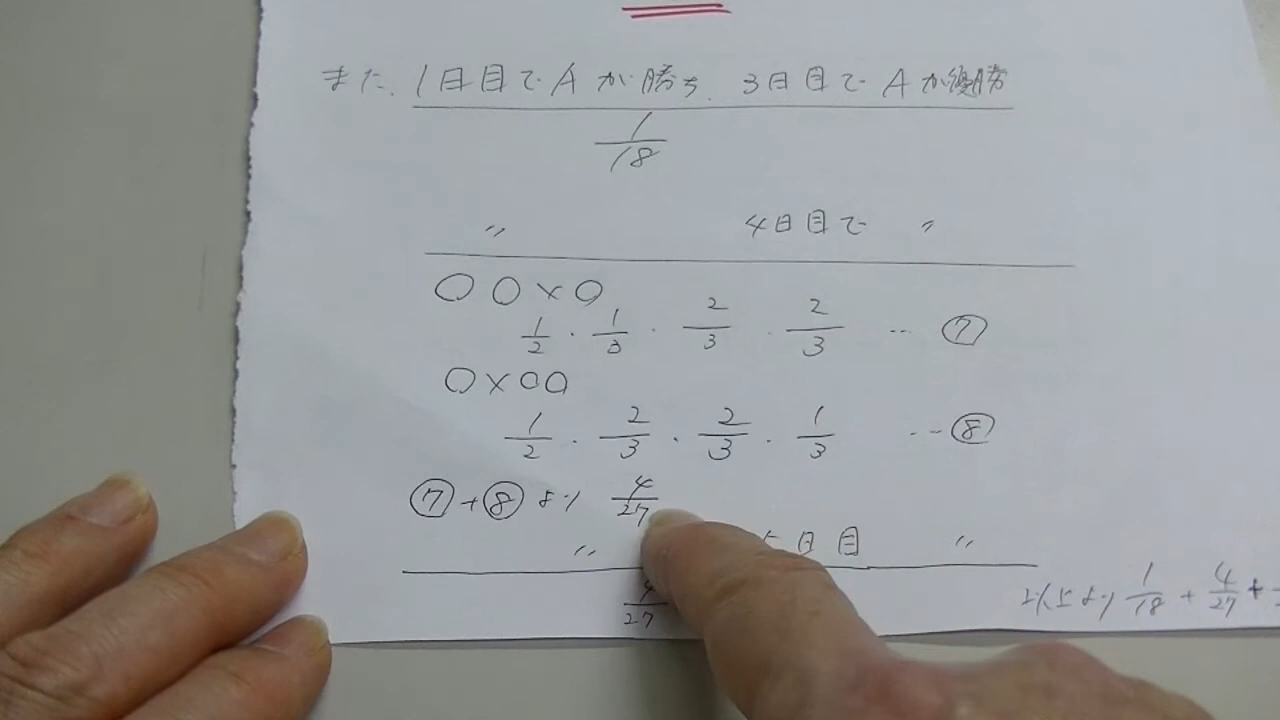 また、1日目でAが勝ち、3日目でAが優勝
1/18
〃 4日目で 〃
○○×○
1/2・1/3・2/3・2/3 … ⑦
○×○○
1/2・2/3・2/3・1/3 … ⑧
⑦+⑧より 4/27
〃 5日目 〃
4/27
以上より 1/18 + 4/27 +